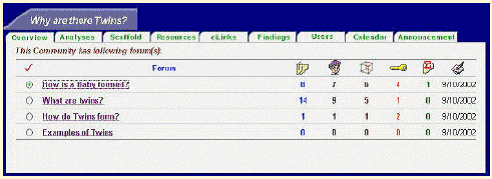 Why are there Twins?
Overview Analyses Scaffold Resources eLinks Findings Users Calendar Announcement
This Community has following forum(s):
Forum
How is a Baby formed? 8 7 6 4 1 9/10/2002
What are twins? 14 9 5 1 0 9/10/2002
How do Twins form? 1 1 1 2 0 9/10/2002
Examples of Twins 0 0 0 0 0 9/10/2002